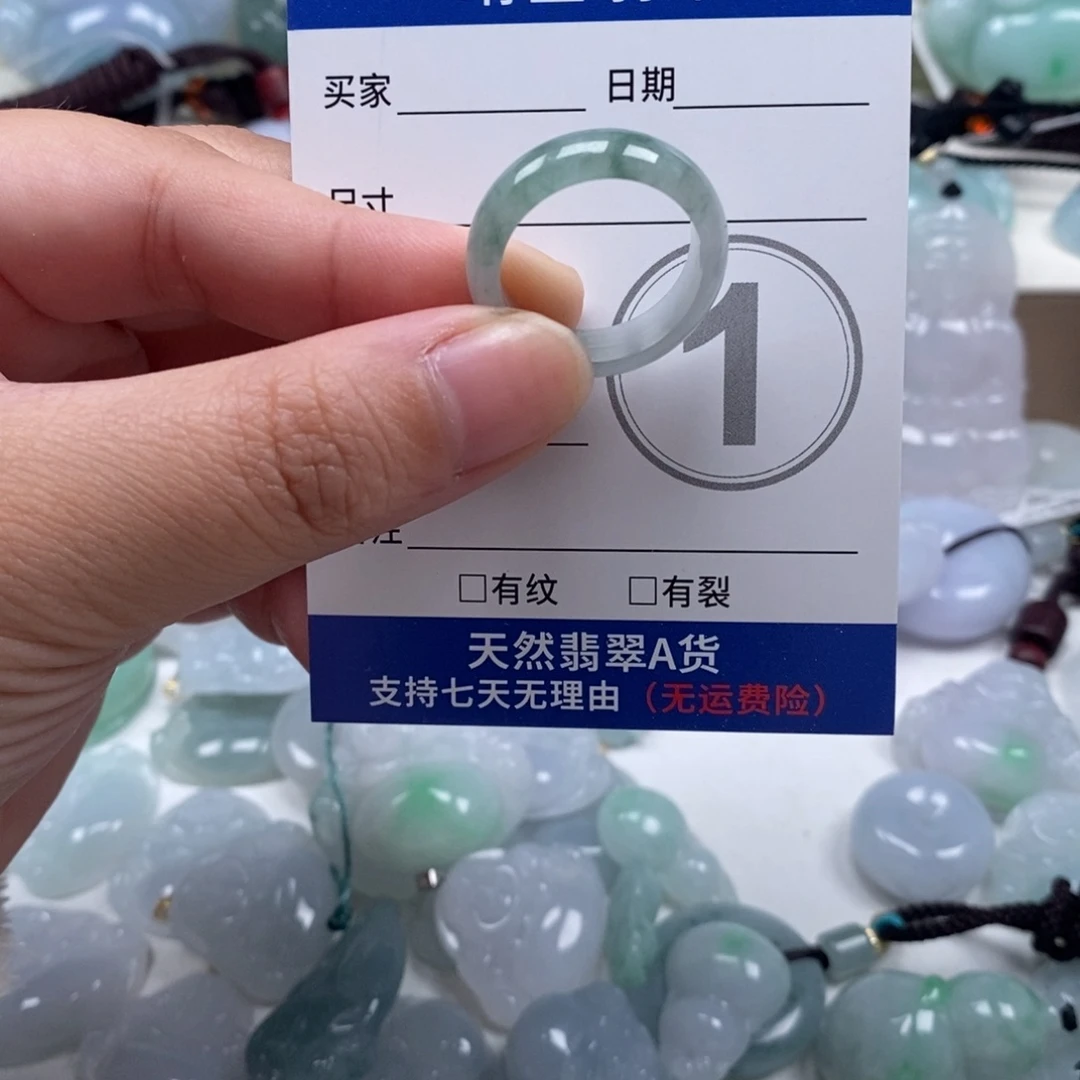 买家 日期
尺寸
1
注
□有纹 □有裂
天然翡翠A货
支持七天无理由（无运费险）